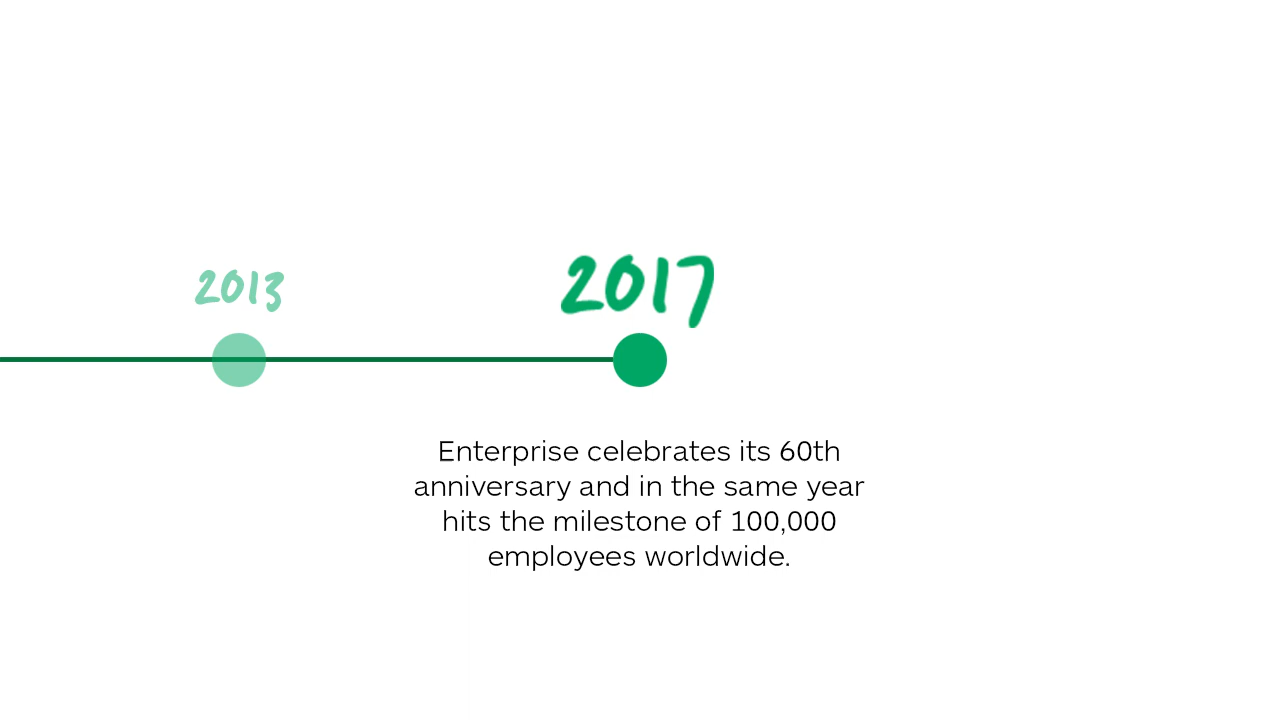 2013
2017
Enterprise celebrates its 60th
anniversary and in the same year
hits the milestone of 100,000
employees worldwide.